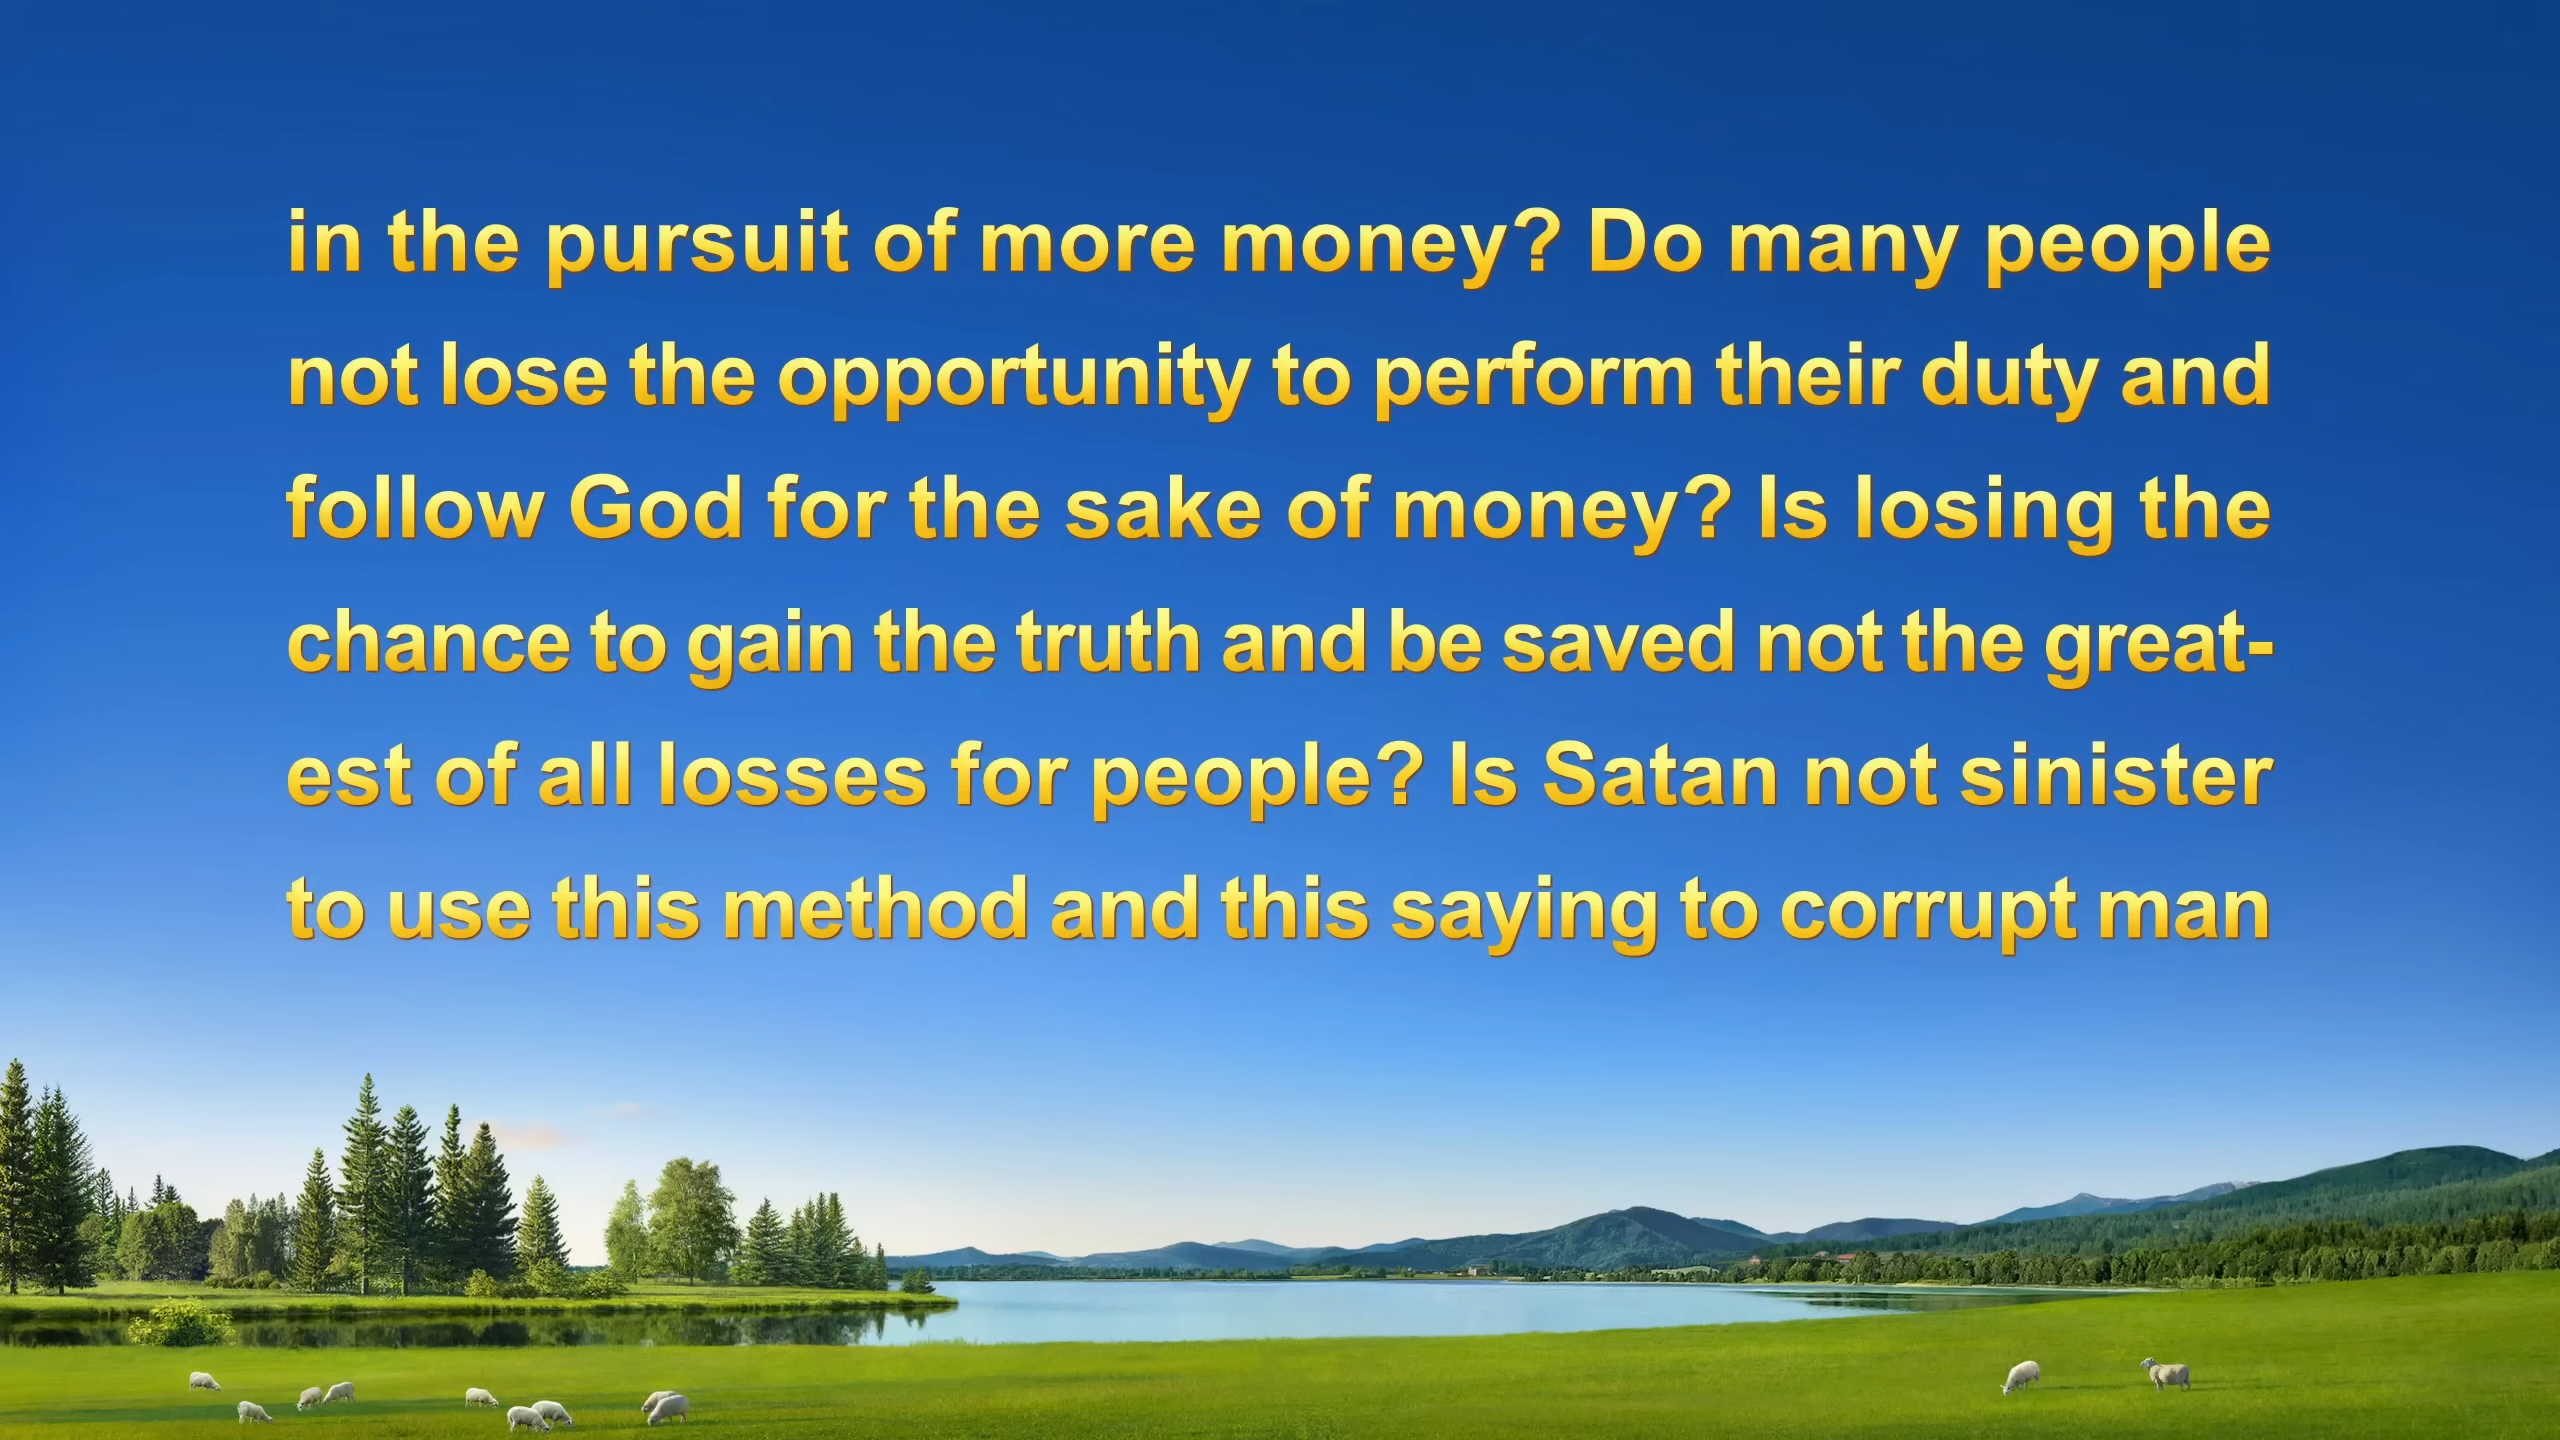 in the pursuit of more money? Do many people
not lose the opportunity to perform their duty and
follow God for the sake of money? Is losing the
chance to gain the truth and be saved not the great-
est of all losses for people? Is Satan not sinister
to use this method and this saying to corrupt man